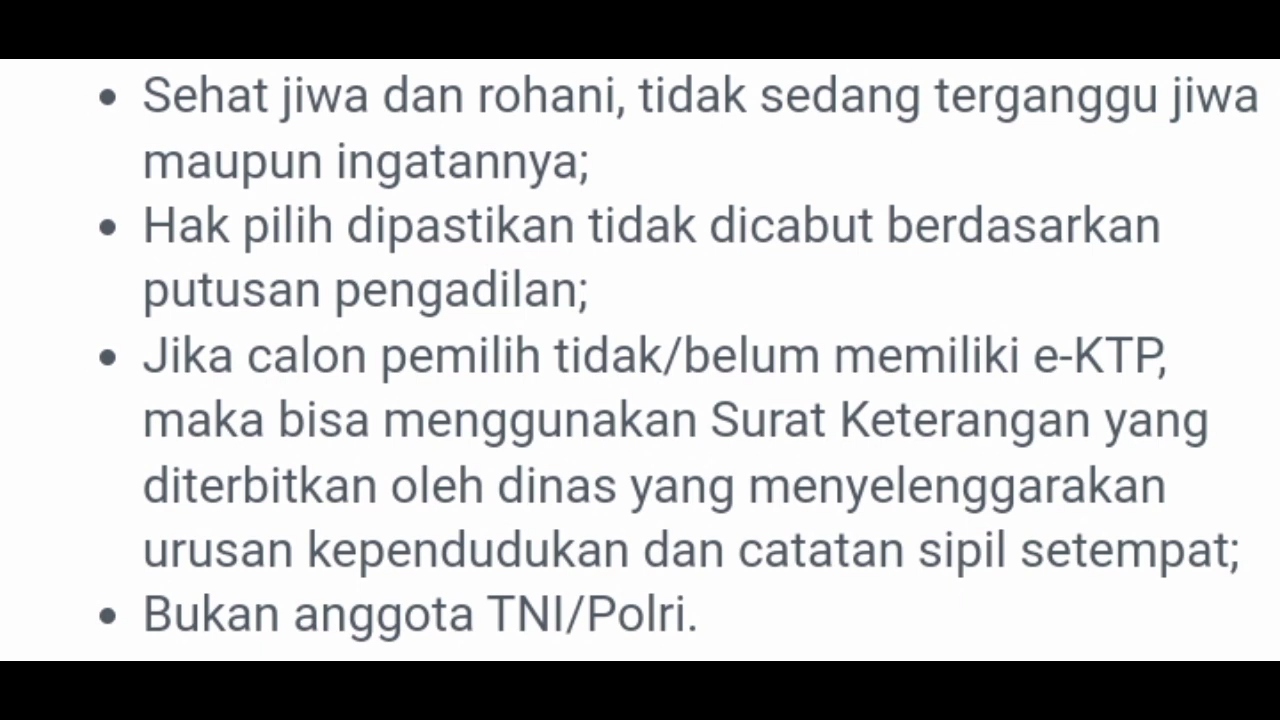 • Sehat jiwa dan rohani, tidak sedang terganggu jiwa
maupun ingatannya;
• Hak pilih dipastikan tidak dicabut berdasarkan
putusan pengadilan;
• Jika calon pemilih tidak/belum memiliki e-KTP,
maka bisa menggunakan Surat Keterangan yang
diterbitkan oleh dinas yang menyelenggarakan
urusan kependudukan dan catatan sipil setempat;
• Bukan anggota TNI/Polri.